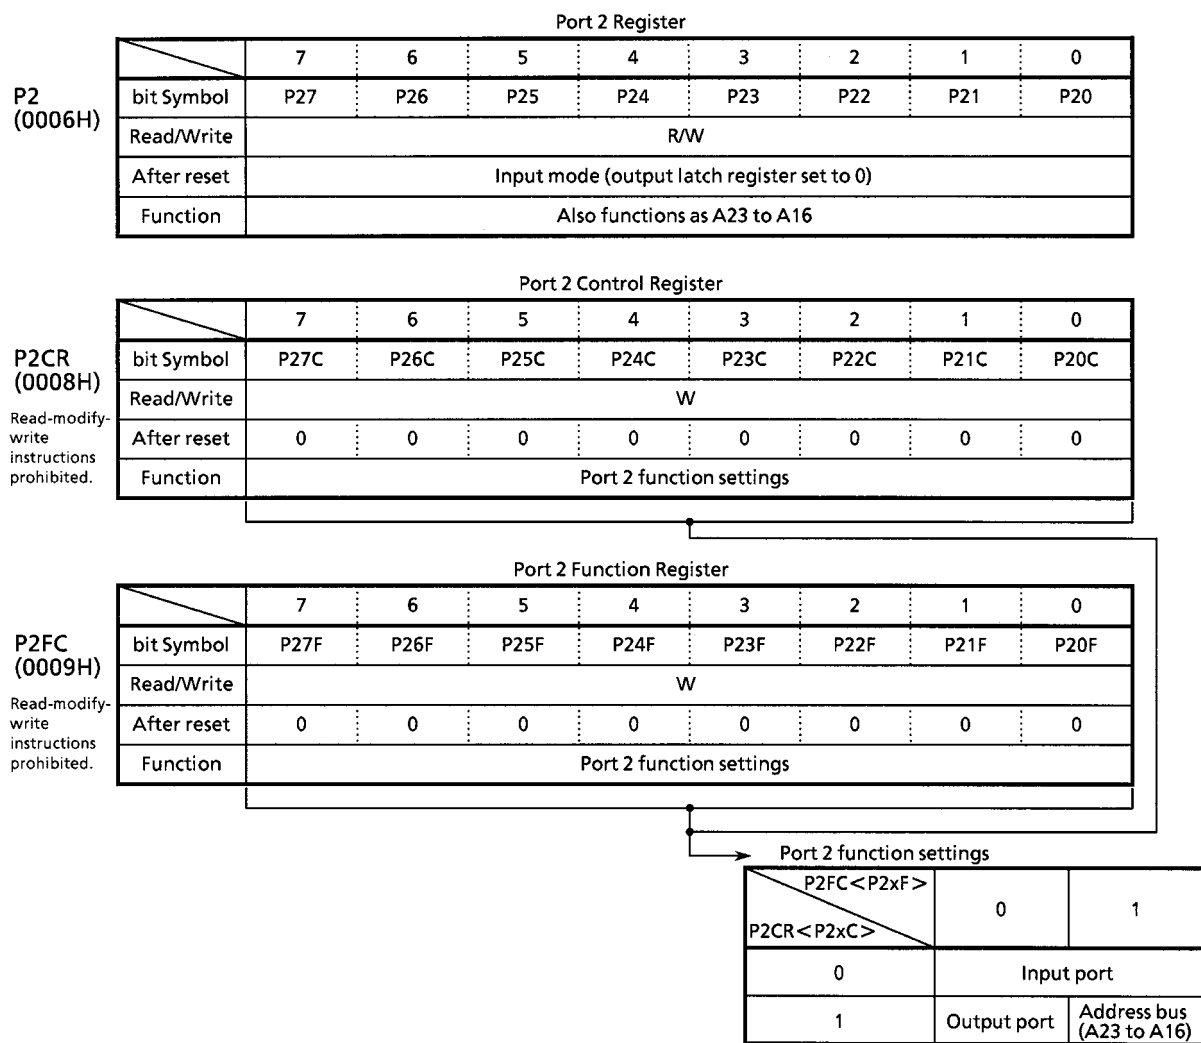 Port 2 Register
7 6 5 4 3 2 1 0
P2
(0006H)
bit Symbol P27 P26 P25 P24 P23 P22 P21 P20
Read/Write R/W
After reset Input mode (output latch register set to 0)
Function Also functions as A23 to A16
Port 2 Control Register
7 6 5 4 3 2 1 0
P2CR
(0008H)
Read-modify-
write
instructions
prohibited.
bit Symbol P27C P26C P25C P24C P23C P22C P21C P20C
Read/Write W
After reset 0 0 0 0 0 0 0 0
Function Port 2 function settings
Port 2 Function Register
7 6 5 4 3 2 1 0
P2FC
(0009H)
Read-modify-
write
instructions
prohibited.
bit Symbol P27F P26F P25F P24F P23F P22F P21F P20F
Read/Write W
After reset 0 0 0 0 0 0 0 0
Function Port 2 function settings
Port 2 function settings
P2FC<P2xF> 0 1
P2CR<P2xC>
0 Input port
1 Output port Address bus
(A23 to A16)